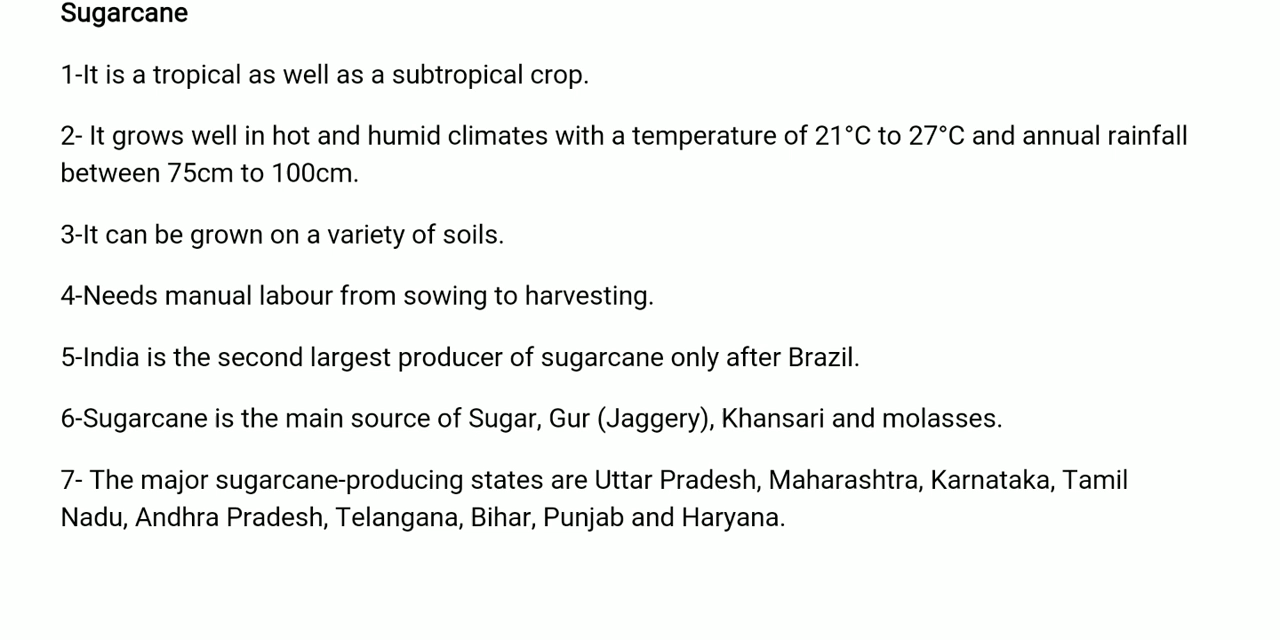 Sugarcane
1-It is a tropical as well as a subtropical crop.
2- It grows well in hot and humid climates with a temperature of 21°C to 27°C and annual rainfall
between 75cm to 100cm.
3-It can be grown on a variety of soils.
4-Needs manual labour from sowing to harvesting.
5-India is the second largest producer of sugarcane only after Brazil.
6-Sugarcane is the main source of Sugar, Gur (Jaggery), Khansari and molasses.
7- The major sugarcane-producing states are Uttar Pradesh, Maharashtra, Karnataka, Tamil
Nadu, Andhra Pradesh, Telangana, Bihar, Punjab and Haryana.